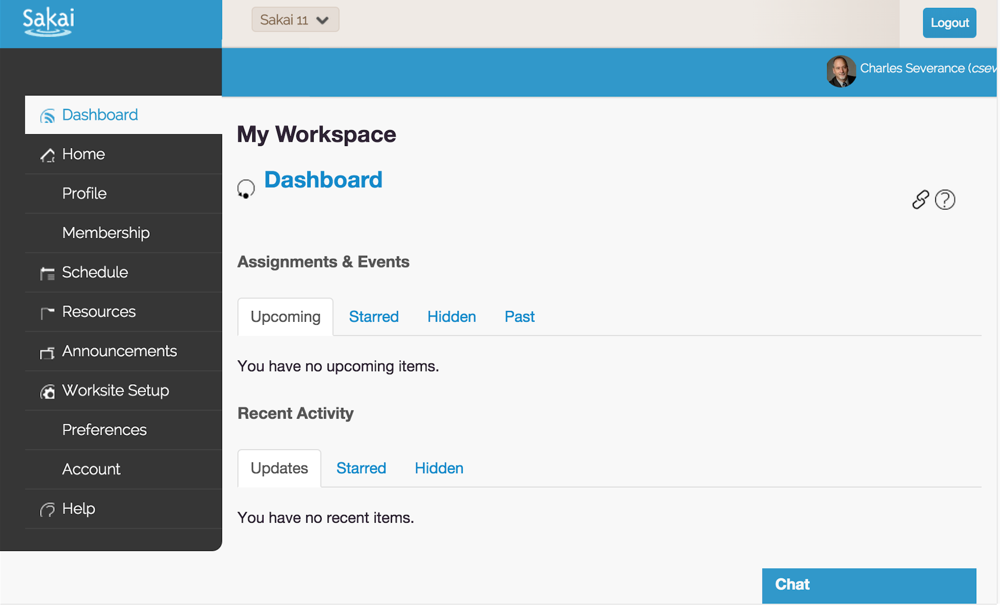 Sakai
Sakai 11
Logout
Charles Severance (csev
Dashboard
Home
Profile
Membership
Schedule
Resources
Announcements
Worksite Setup
Preferences
Account
Help
My Workspace
Dashboard
?
Assignments & Events
Upcoming Starred Hidden Past
You have no upcoming items.
Recent Activity
Updates Starred Hidden
You have no recent items.
Chat